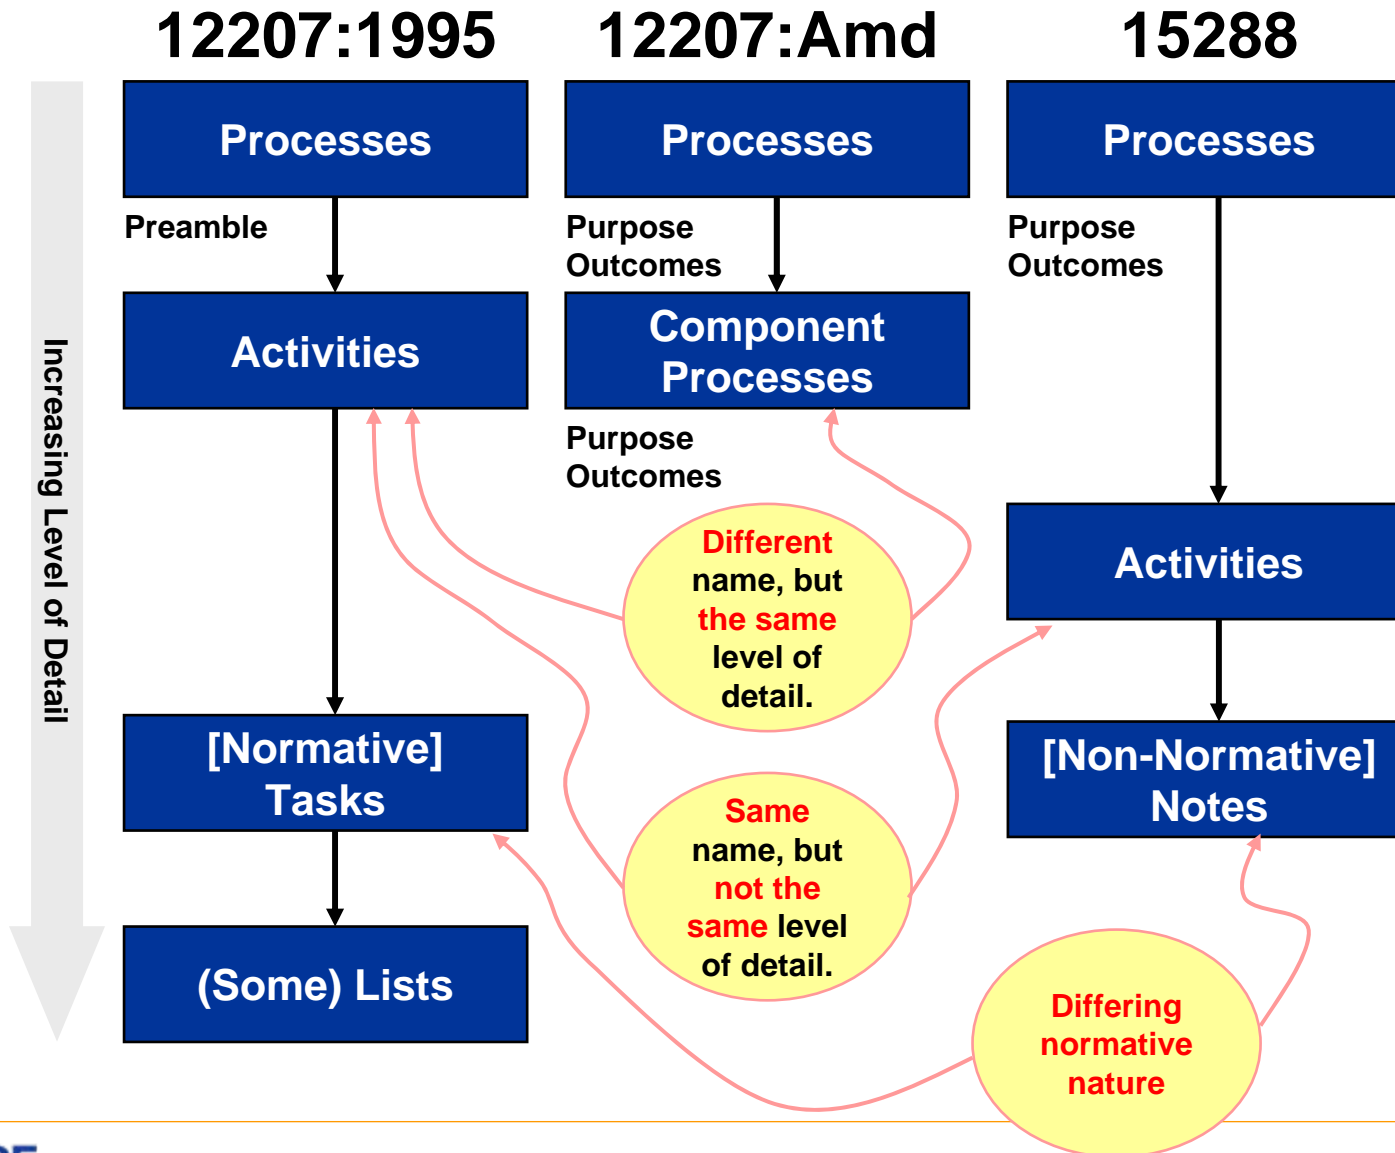 12207:1995
12207:Amd
15288
Processes
Processes
Processes
Preamble
Purpose
Outcomes
Purpose
Outcomes
Activities
Component
Processes
Purpose
Outcomes
Increasing Level of Detail
Different
name, but
the same
level of
detail.
Activities
[Normative]
Tasks
[Non-Normative]
Notes
Same
name, but
not the
same level
of detail.
(Some) Lists
Differing
normative
nature